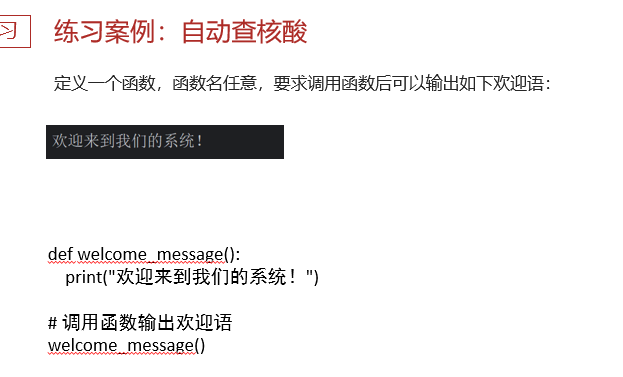 习
练习案例：自动查核酸
定义一个函数，函数名任意，要求调用函数后可以输出如下欢迎语：
欢迎来到我们的系统！
def welcome_message():
    print("欢迎来到我们的系统！")
# 调用函数输出欢迎语
welcome_message()